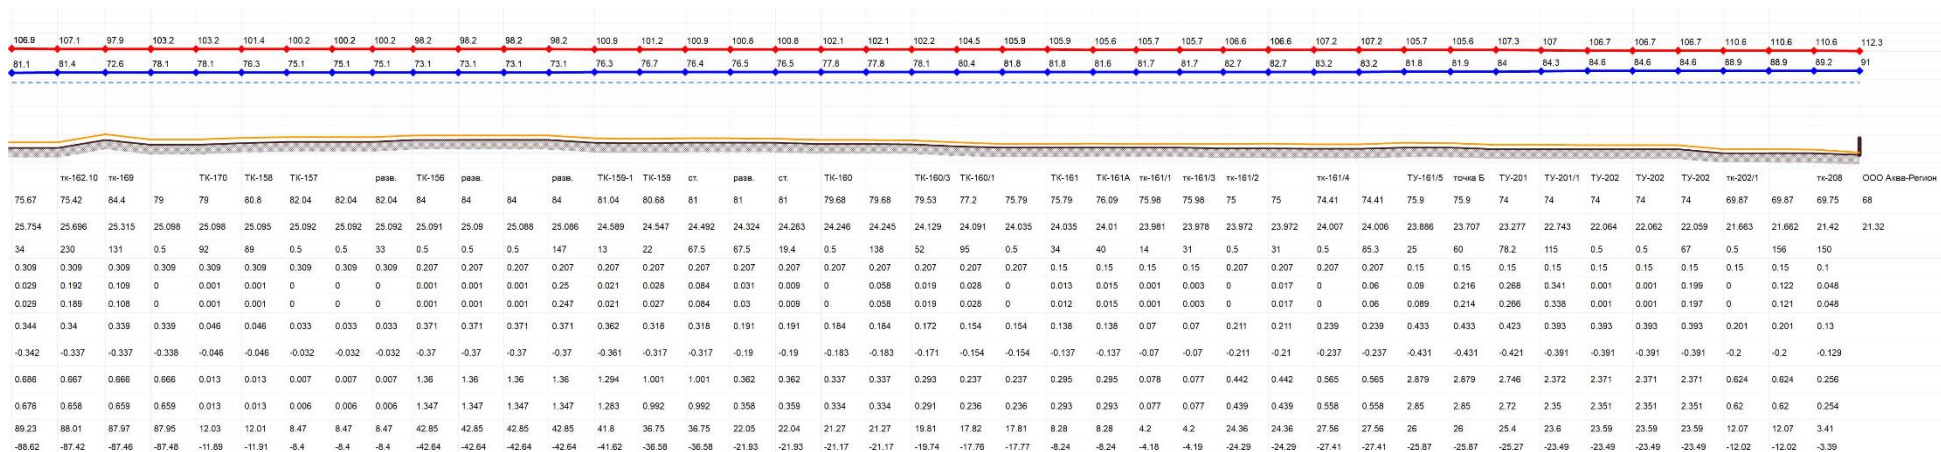 106.9 107.1 97.9 103.2 103.2 101.4 100.2 100.2 100.2 98.2 98.2 98.2 98.2 100.9 101.2 100.9 100.8 100.8 102.1 102.1 102.2 104.5 105.9 105.9 105.6 105.7 105.7 106.6 106.6 107.2 107.2 105.7 105.6 107.3 107 106.7 106.7 106.7 110.6 110.6 110.6 112.3
81.1 81.4 72.6 78.1 78.1 76.3 75.1 75.1 75.1 73.1 73.1 73.1 73.1 76.3 76.7 76.4 76.5 76.5 77.8 77.8 78.1 80.4 81.8 81.8 81.6 81.7 81.7 82.7 82.7 83.2 83.2 81.8 81.9 84 84.3 84.6 84.6 84.6 88.9 88.9 89.2 91
тк-162.10 тк-169 ТК-170 ТК-158 ТК-157 разв. ТК-156 разв. разв. ТК-159-1 ТК-159 ст. разв. ст. ТК-160 ТК-160/3 ТК-160/1 ТК-161 ТК-161А тк-161/1 тк-161/3 тк-161/2 тк-161/4 ТУ-161/5 точка Б ТУ-201 ТУ-201/1 ТУ-202 ТУ-202 ТУ-202 тк-202/1 тк-208 ООО Аква-Регион
75.67 75.42 84.4 79 79 80.8 82.04 82.04 82.04 84 84 84 84 81.04 80.68 81 81 81 79.68 79.68 79.53 77.2 75.79 75.79 76.09 75.98 75.98 75 75 74.41 74.41 75.9 75.9 74 74 74 74 74 69.87 69.87 69.75 68
25.754 25.696 25.315 25.098 25.098 25.095 25.092 25.092 25.092 25.091 25.09 25.088 25.086 24.589 24.547 24.492 24.324 24.263 24.246 24.245 24.129 24.091 24.035 24.035 24.01 23.981 23.978 23.972 23.972 24.007 24.006 23.886 23.707 23.277 22.743 22.064 22.062 22.059 21.663 21.662 21.42 21.32
34 230 131 0.5 92 89 0.5 0.5 33 0.5 0.5 0.5 147 13 22 67.5 67.5 19.4 0.5 138 52 95 0.5 34 40 14 31 0.5 31 0.5 85.3 25 60 78.2 115 0.5 0.5 67 0.5 156 150
0.309 0.309 0.309 0.309 0.309 0.309 0.309 0.309 0.309 0.207 0.207 0.207 0.207 0.207 0.207 0.207 0.207 0.207 0.207 0.207 0.207 0.207 0.207 0.15 0.15 0.15 0.15 0.207 0.207 0.207 0.207 0.15 0.15 0.15 0.15 0.15 0.15 0.15 0.15 0.15 0.1
0.029 0.192 0.109 0 0.001 0.001 0 0 0 0.001 0.001 0.001 0.25 0.021 0.028 0.084 0.031 0.009 0 0.058 0.019 0.028 0 0.013 0.015 0.001 0.003 0 0.017 0 0.06 0.09 0.216 0.268 0.341 0.001 0.001 0.199 0 0.122 0.048
0.029 0.189 0.108 0 0.001 0.001 0 0 0 0.001 0.001 0.001 0.247 0.021 0.027 0.084 0.03 0.009 0 0.058 0.019 0.028 0 0.012 0.015 0.001 0.003 0 0.017 0 0.06 0.089 0.214 0.266 0.338 0.001 0.001 0.197 0 0.121 0.048
0.344 0.34 0.339 0.339 0.046 0.046 0.033 0.033 0.033 0.371 0.371 0.371 0.371 0.362 0.318 0.318 0.191 0.191 0.184 0.184 0.172 0.154 0.154 0.138 0.138 0.07 0.07 0.211 0.211 0.239 0.239 0.433 0.433 0.423 0.393 0.393 0.393 0.393 0.201 0.201 0.13
-0.342 -0.337 -0.337 -0.338 -0.046 -0.046 -0.032 -0.032 -0.032 -0.37 -0.37 -0.37 -0.37 -0.361 -0.317 -0.317 -0.19 -0.19 -0.183 -0.183 -0.171 -0.154 -0.154 -0.137 -0.137 -0.07 -0.07 -0.211 -0.21 -0.237 -0.237 -0.431 -0.431 -0.421 -0.391 -0.391 -0.391 -0.391 -0.2 -0.2 -0.129
0.686 0.667 0.666 0.666 0.013 0.013 0.007 0.007 0.007 1.36 1.36 1.36 1.36 1.294 1.001 1.001 0.362 0.362 0.337 0.337 0.293 0.237 0.237 0.295 0.295 0.078 0.077 0.442 0.442 0.565 0.565 2.879 2.879 2.746 2.372 2.371 2.371 2.371 0.624 0.624 0.256
0.676 0.658 0.659 0.659 0.013 0.013 0.006 0.006 0.006 1.347 1.347 1.347 1.347 1.283 0.992 0.992 0.358 0.359 0.334 0.334 0.291 0.236 0.236 0.293 0.293 0.077 0.077 0.439 0.439 0.558 0.558 2.85 2.85 2.72 2.35 2.351 2.351 2.351 0.62 0.62 0.254
89.23 88.01 87.97 87.95 12.03 12.01 8.47 8.47 8.47 42.85 42.85 42.85 42.85 41.8 36.75 36.75 22.05 22.04 21.27 21.27 19.81 17.82 17.81 8.28 8.28 4.2 4.2 24.36 24.36 27.56 27.56 26 26 25.4 23.6 23.59 23.59 23.59 12.07 12.07 3.41
-88.62 -87.42 -87.46 -87.48 -11.89 -11.91 -8.4 -8.4 -8.4 -42.64 -42.64 -42.64 -42.64 -41.62 -36.58 -36.58 -21.93 -21.93 -21.17 -21.17 -19.74 -17.76 -17.77 -8.24 -8.24 -4.18 -4.19 -24.29 -24.29 -27.41 -27.41 -25.87 -25.87 -25.27 -23.49 -23.49 -23.49 -23.49 -12.02 -12.02 -3.39